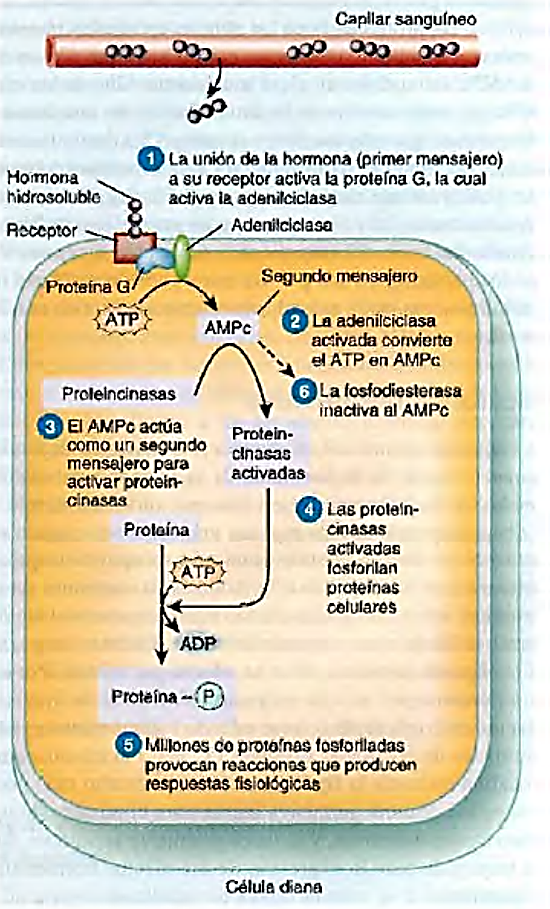 Capilar sanguíneo
1 La unión de la hormona (primer mensajero)
a su receptor activa la proteína G, la cual
activa la adenilciclasa
Hormona
hidrosoluble
Receptor
Adenilciclasa
Proteína G
Segundo mensajero
ATP
AMPc
2 La adenilciclasa
activada convierte
el ATP en AMPc
6 La fosfodiesterasa
inactiva al AMPc
Proteincinasas
3 El AMPc actúa
como un segundo
mensajero para
activar protein-
cinasas
Protein-
cinasas
activadas
4 Las protein-
cinasas
activadas
fosforilan
proteínas
celulares
Proteína
ATP
ADP
Proteína – P
5 Millones de proteínas fosforiladas
provocan reacciones que producen
respuestas fisiológicas
Célula diana